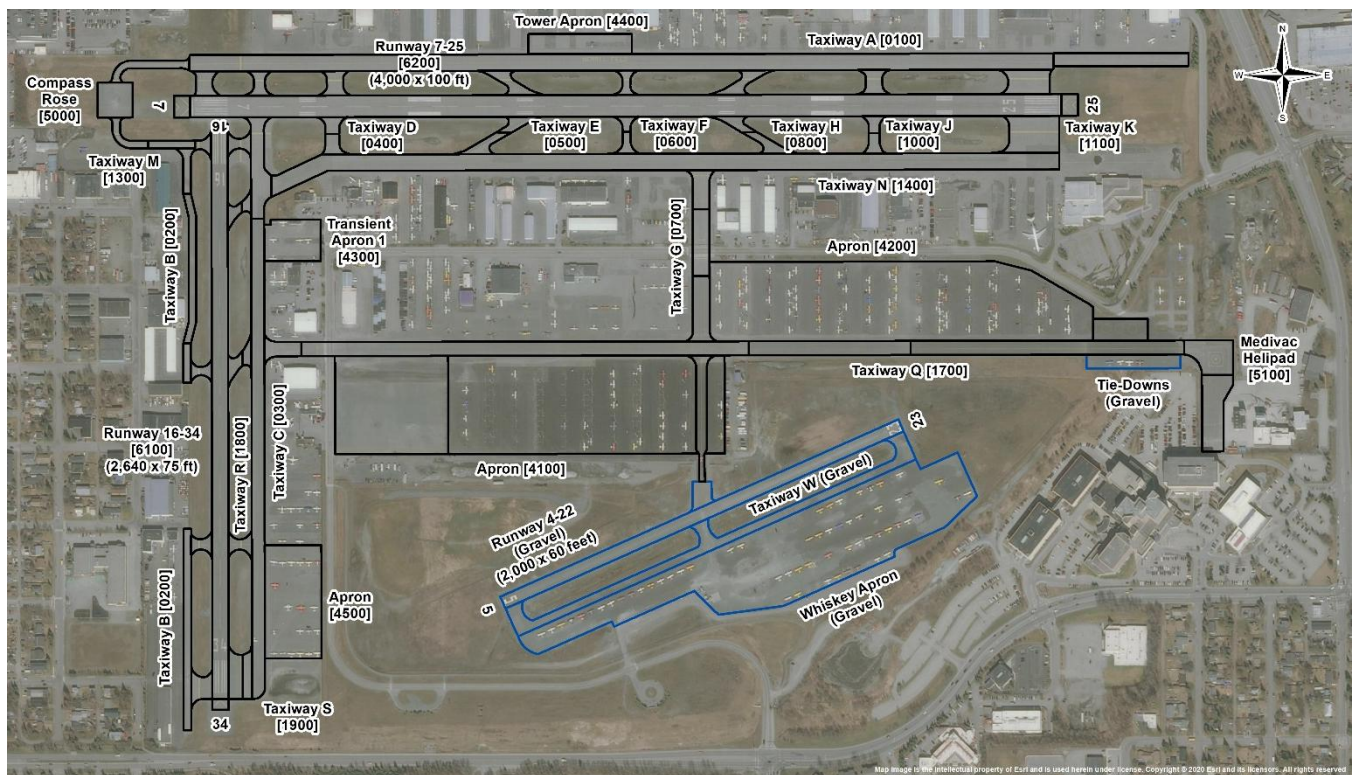 Tower Apron [4400]
Taxiway A [0100]
Runway 7-25
[6200]
(4,000 x 100 ft)
N
W
E
S
Compass
Rose
[5000]
7
25
25
16
Taxiway D
[0400]
Taxiway E
[0500]
Taxiway F
[0600]
Taxiway H
[0800]
Taxiway J
[1000]
Taxiway K
[1100]
Taxiway M
[1300]
Taxiway N [1400]
Taxiway B [0200]
Transient
Apron 1
[4300]
Taxiway G [0700]
Apron [4200]
Medivac
Helipad
[5100]
Taxiway Q [1700]
Tie-Downs
(Gravel)
Runway 16-34
[6100]
(2,640 x 75 ft)
Taxiway R [1800]
Taxiway C [0300]
Apron [4100]
23
Taxiway W (Gravel)
Runway 4-22
(Gravel)
(2,000 x 60 feet)
5
Whiskey Apron
(Gravel)
Taxiway B [0200]
Apron
[4500]
34
Taxiway S
[1900]
Map image is the intellectual property of Esri and is used herein under license. Copyright © 2020 Esri and its licensors. All rights reserved